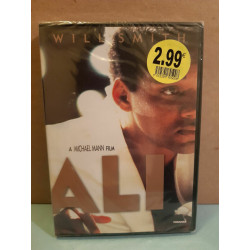 WILL SMITH
2.99€
A MICHAEL MANN FILM
ALI